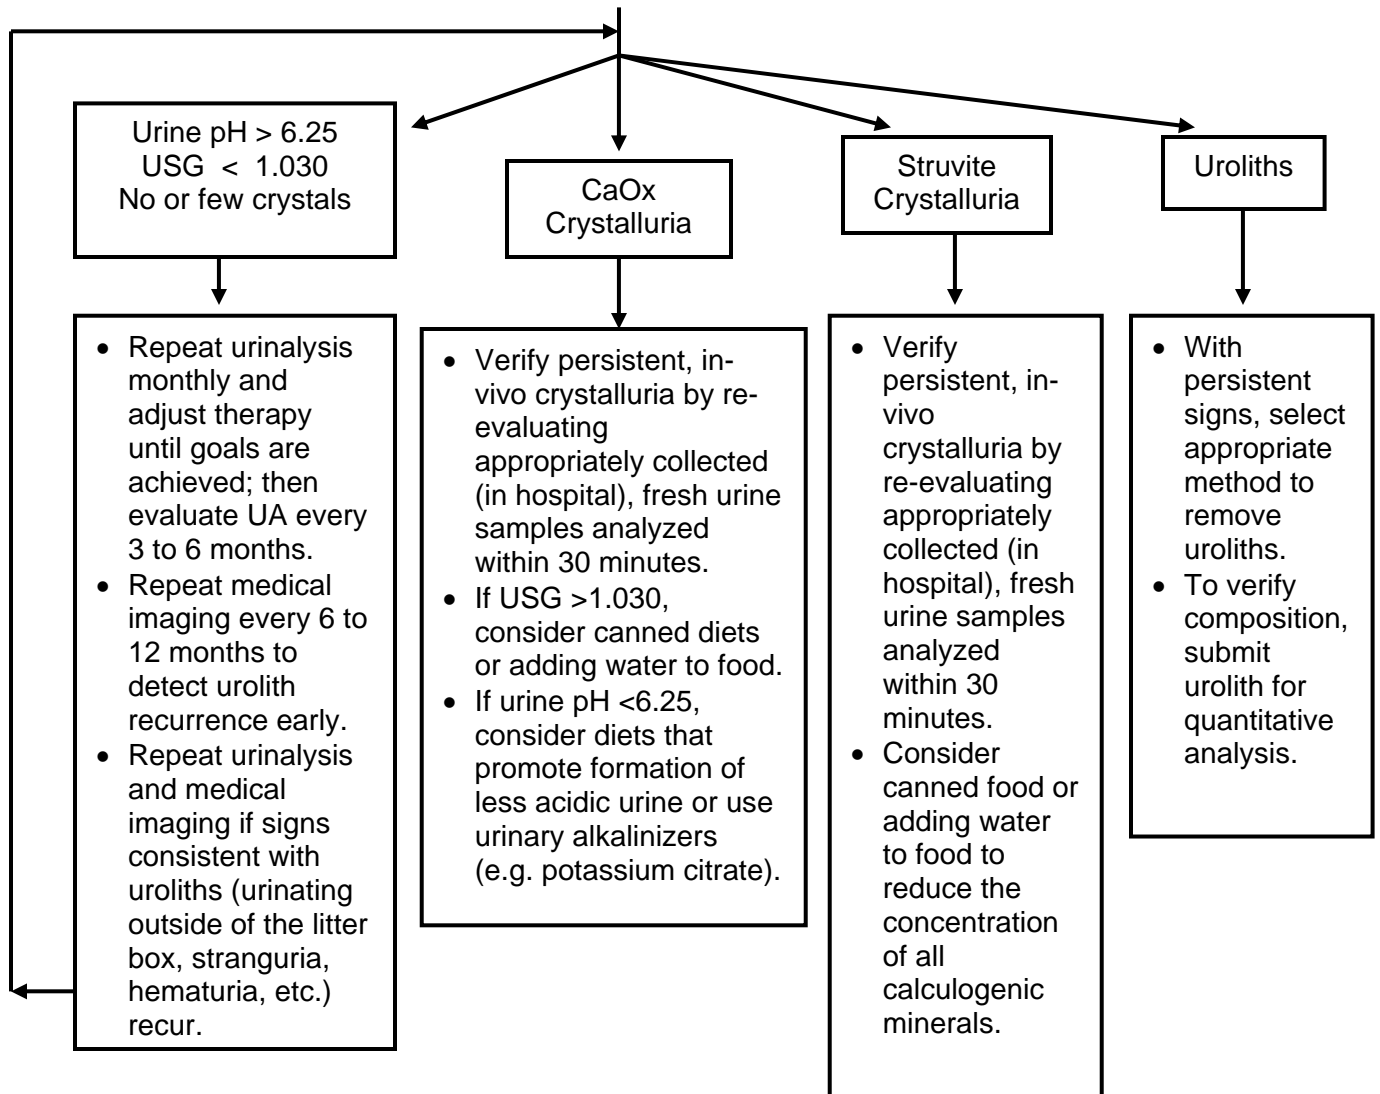 Urine pH > 6.25
USG < 1.030
No or few crystals
CaOx
Crystalluria
Struvite
Crystalluria
Uroliths
• Repeat urinalysis
monthly and
adjust therapy
until goals are
achieved; then
evaluate UA every
3 to 6 months.
• Repeat medical
imaging every 6 to
12 months to
detect urolith
recurrence early.
• Repeat urinalysis
and medical
imaging if signs
consistent with
uroliths (urinating
outside of the litter
box, stranguria,
hematuria, etc.)
recur.
• Verify persistent, in-
vivo crystalluria by re-
evaluating
appropriately collected
(in hospital), fresh urine
samples analyzed
within 30 minutes.
• If USG >1.030,
consider canned diets
or adding water to food.
• If urine pH <6.25,
consider diets that
promote formation of
less acidic urine or use
urinary alkalinizers
(e.g. potassium citrate).
• Verify
persistent, in-
vivo
crystalluria by
re-evaluating
appropriately
collected (in
hospital), fresh
urine samples
analyzed
within 30
minutes.
• Consider
canned food or
adding water
to food to
reduce the
concentration
of all
calculogenic
minerals.
• With
persistent
signs, select
appropriate
method to
remove
uroliths.
• To verify
composition,
submit
urolith for
quantitative
analysis.